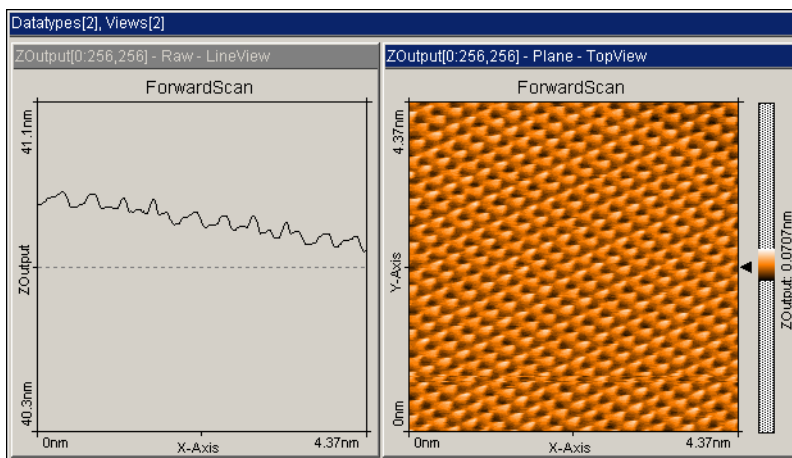 Datatypes[2], Views[2]
ZOutput[0:256,256] - Raw - LineView
ForwardScan
41.1nm
ZOutput
40.3nm
0nm
X-Axis
4.37nm
ZOutput[0:256,256] - Plane - TopView
ForwardScan
4.37nm
Y-Axis
0nm
0nm
X-Axis
4.37nm
ZOutput: 0.0707nm